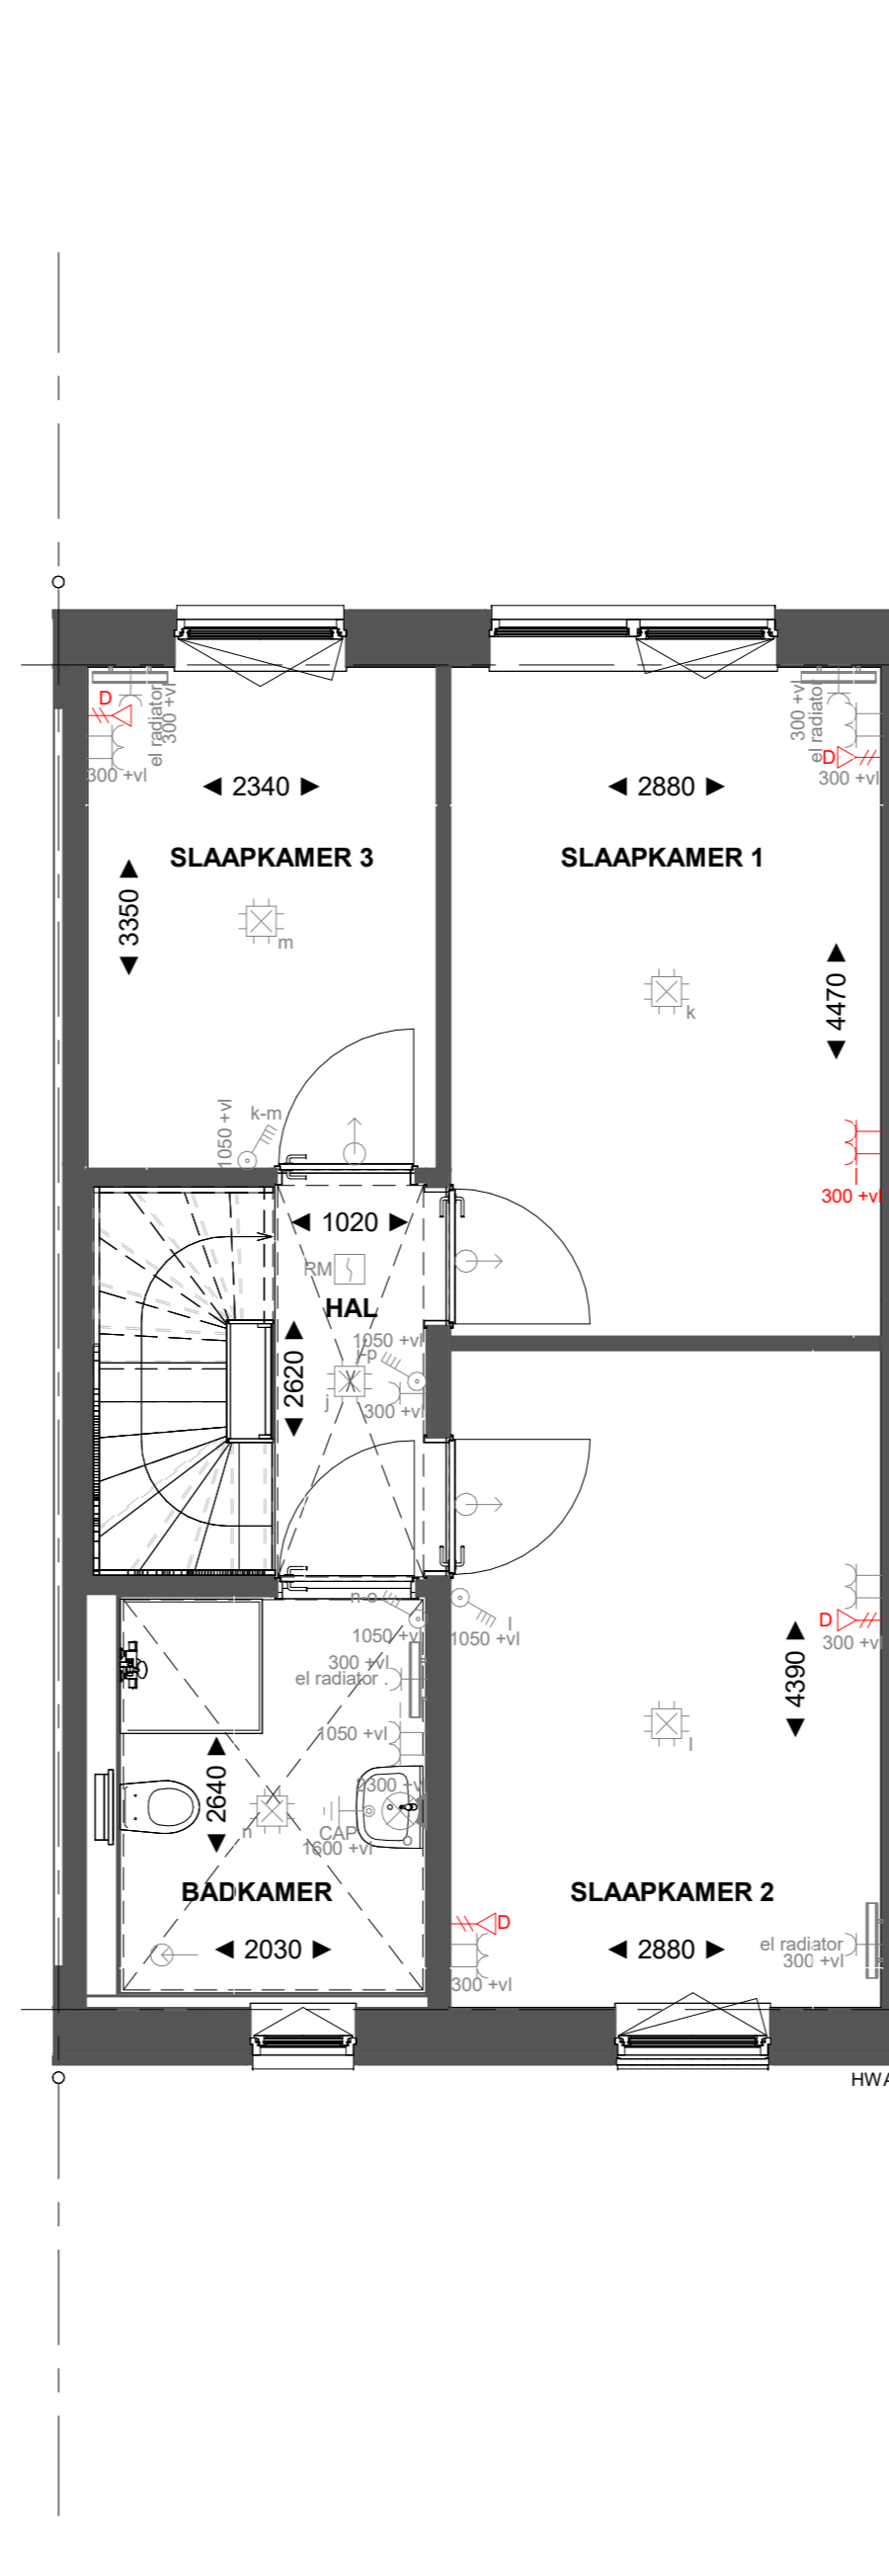 D
el radiator
300 +vl
300 +vl
300 +vl
el radiator
D
300 +vl
2340
2880
SLAAPKAMER 3
SLAAPKAMER 1
3350
m
4470
k
1050 +vl
k-m
300 +vl
1020
RM
HAL
1050 +vl
j-p
2620
j
300 +vl
n-o
1050 +vl
l
1050 +vl
D
300 +vl
300 +vl
el radiator .
4390
1050 +vl
l
2640
2300 +v
n
CAP
1600 +vl
BADKAMER
SLAAPKAMER 2
D
2030
2880
el radiator
300 +vl
300 +vl
HWA